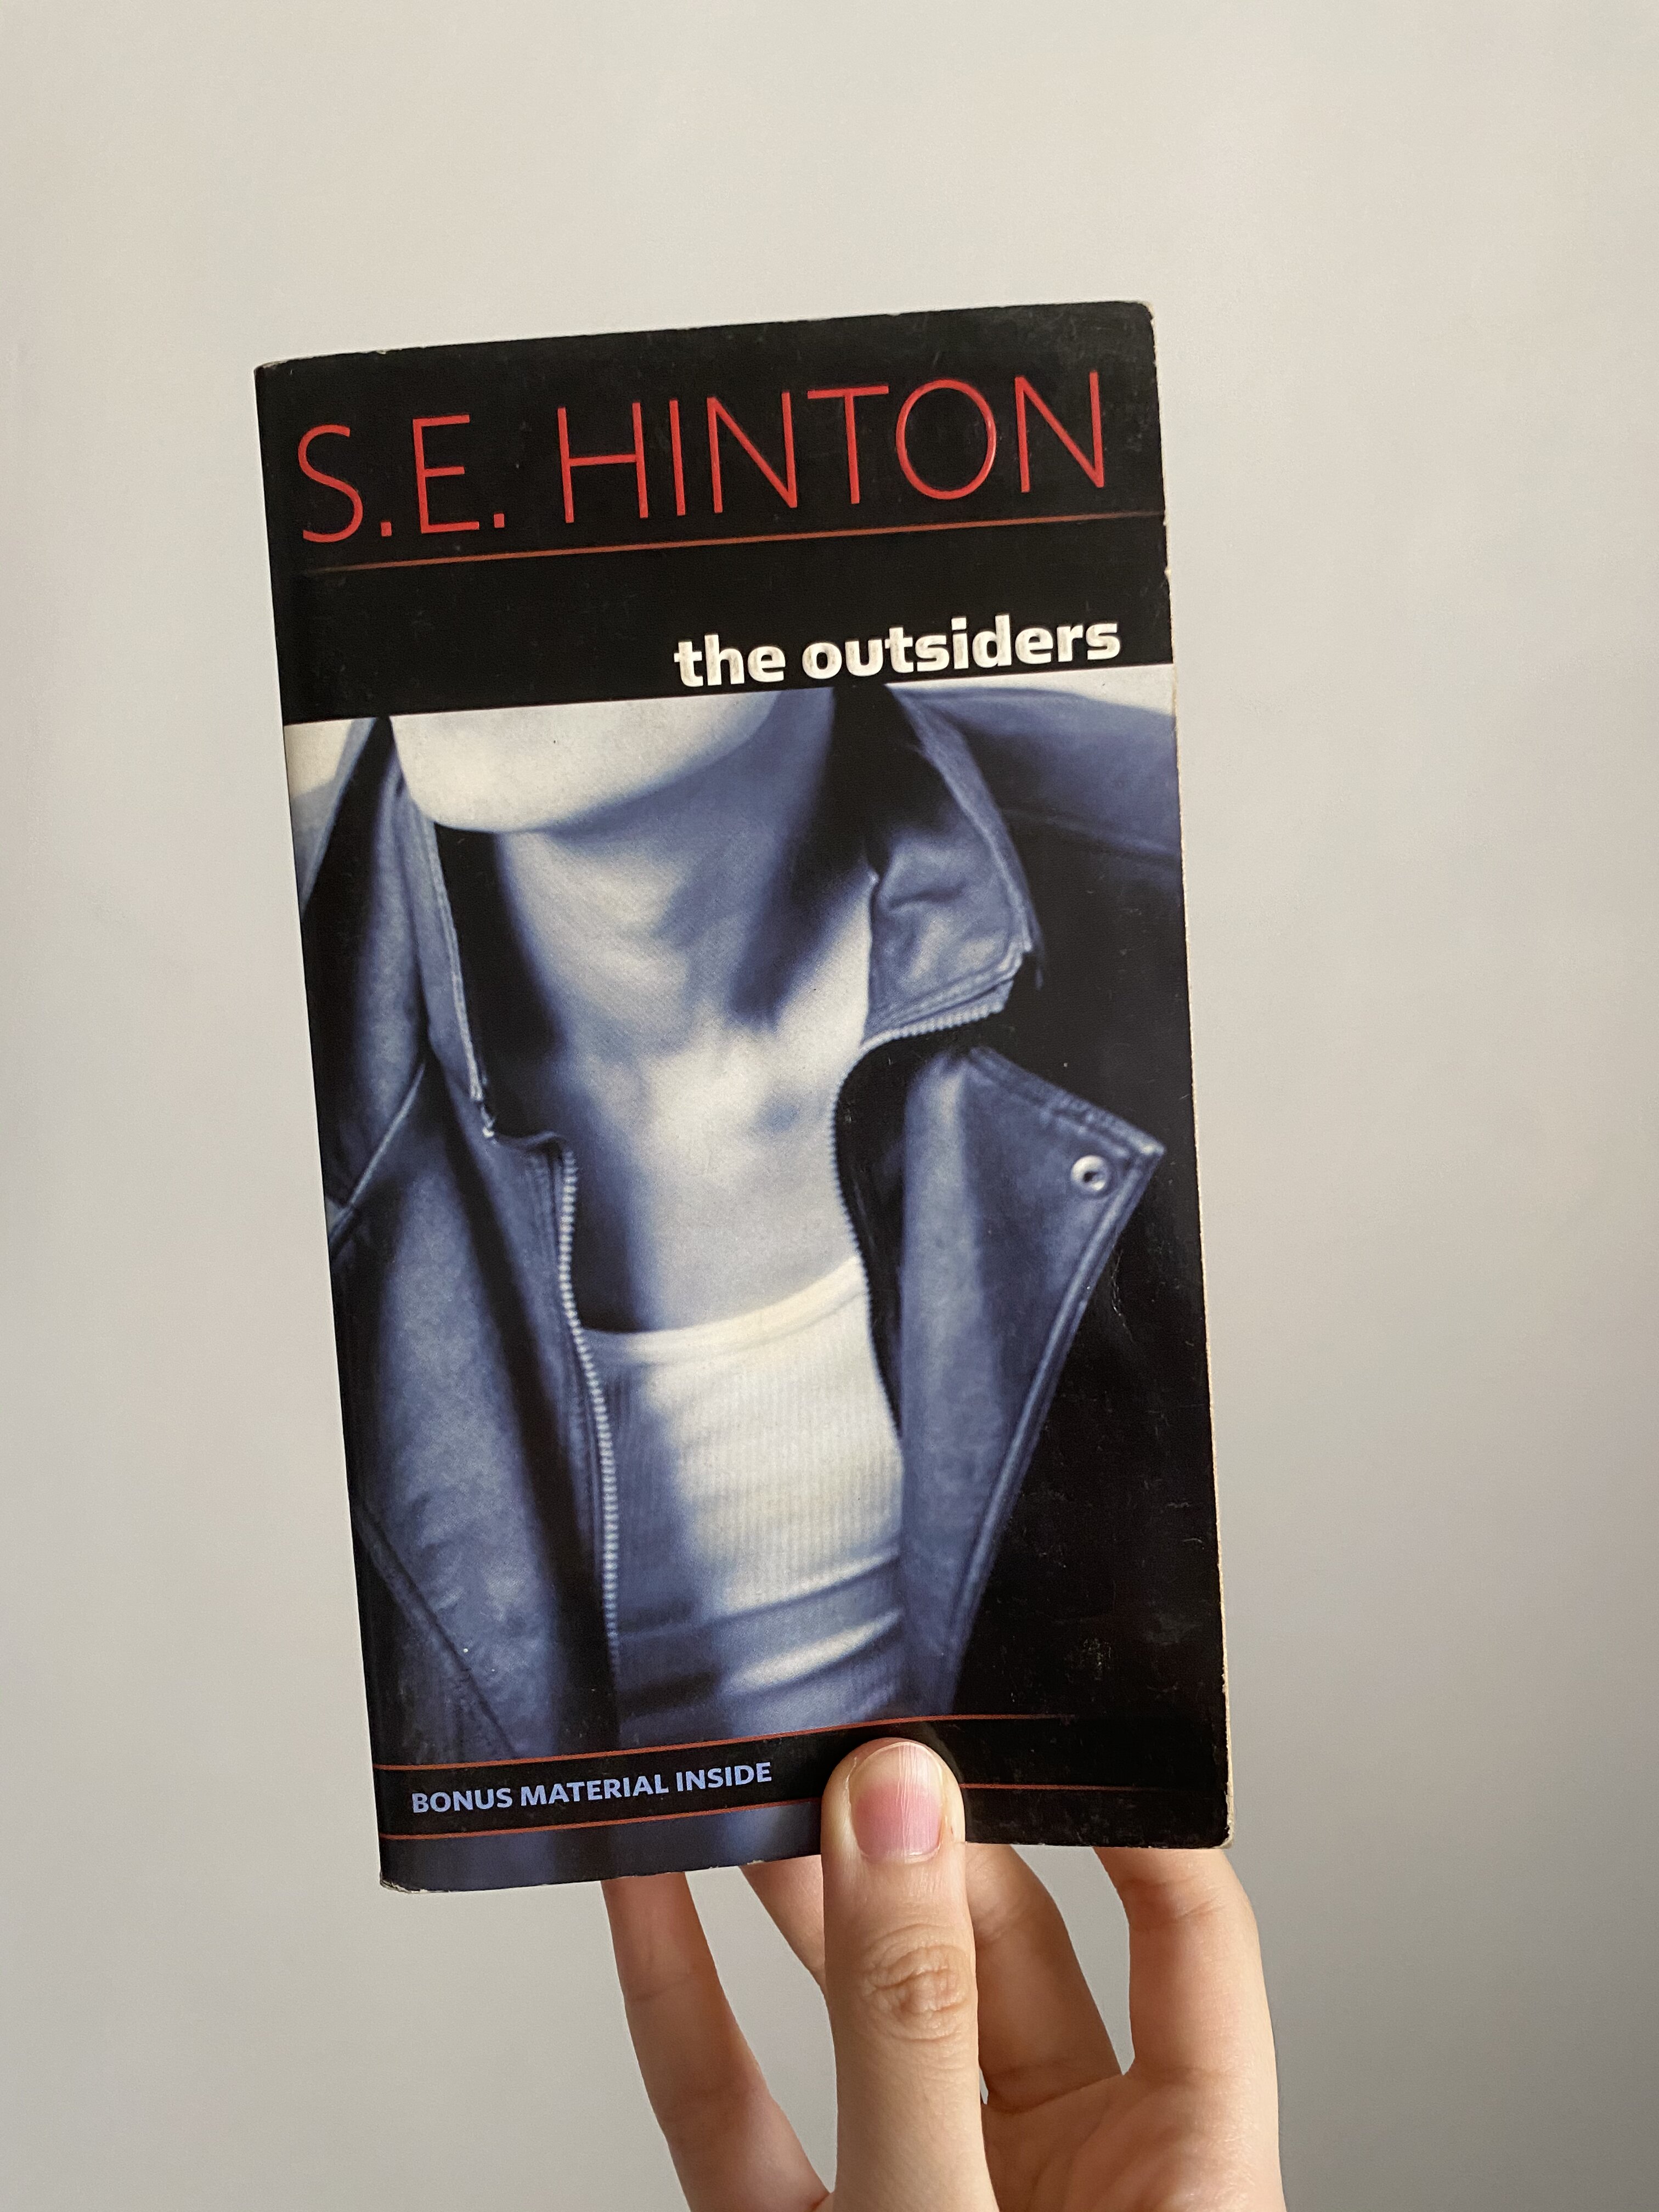 S.E. HINTON
the outsiders
BONUS MATERIAL INSIDE